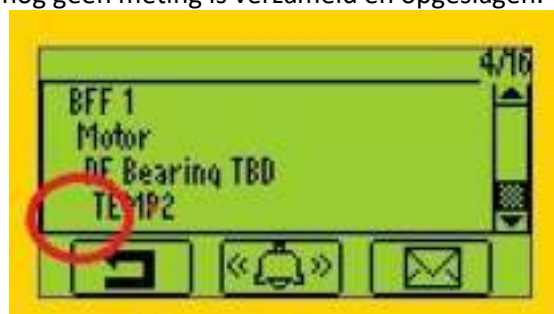 nog geen meting is verzameld en opgeslagen.
4/16
BFF 1
Motor
DE Bearing TBD
TEMP2